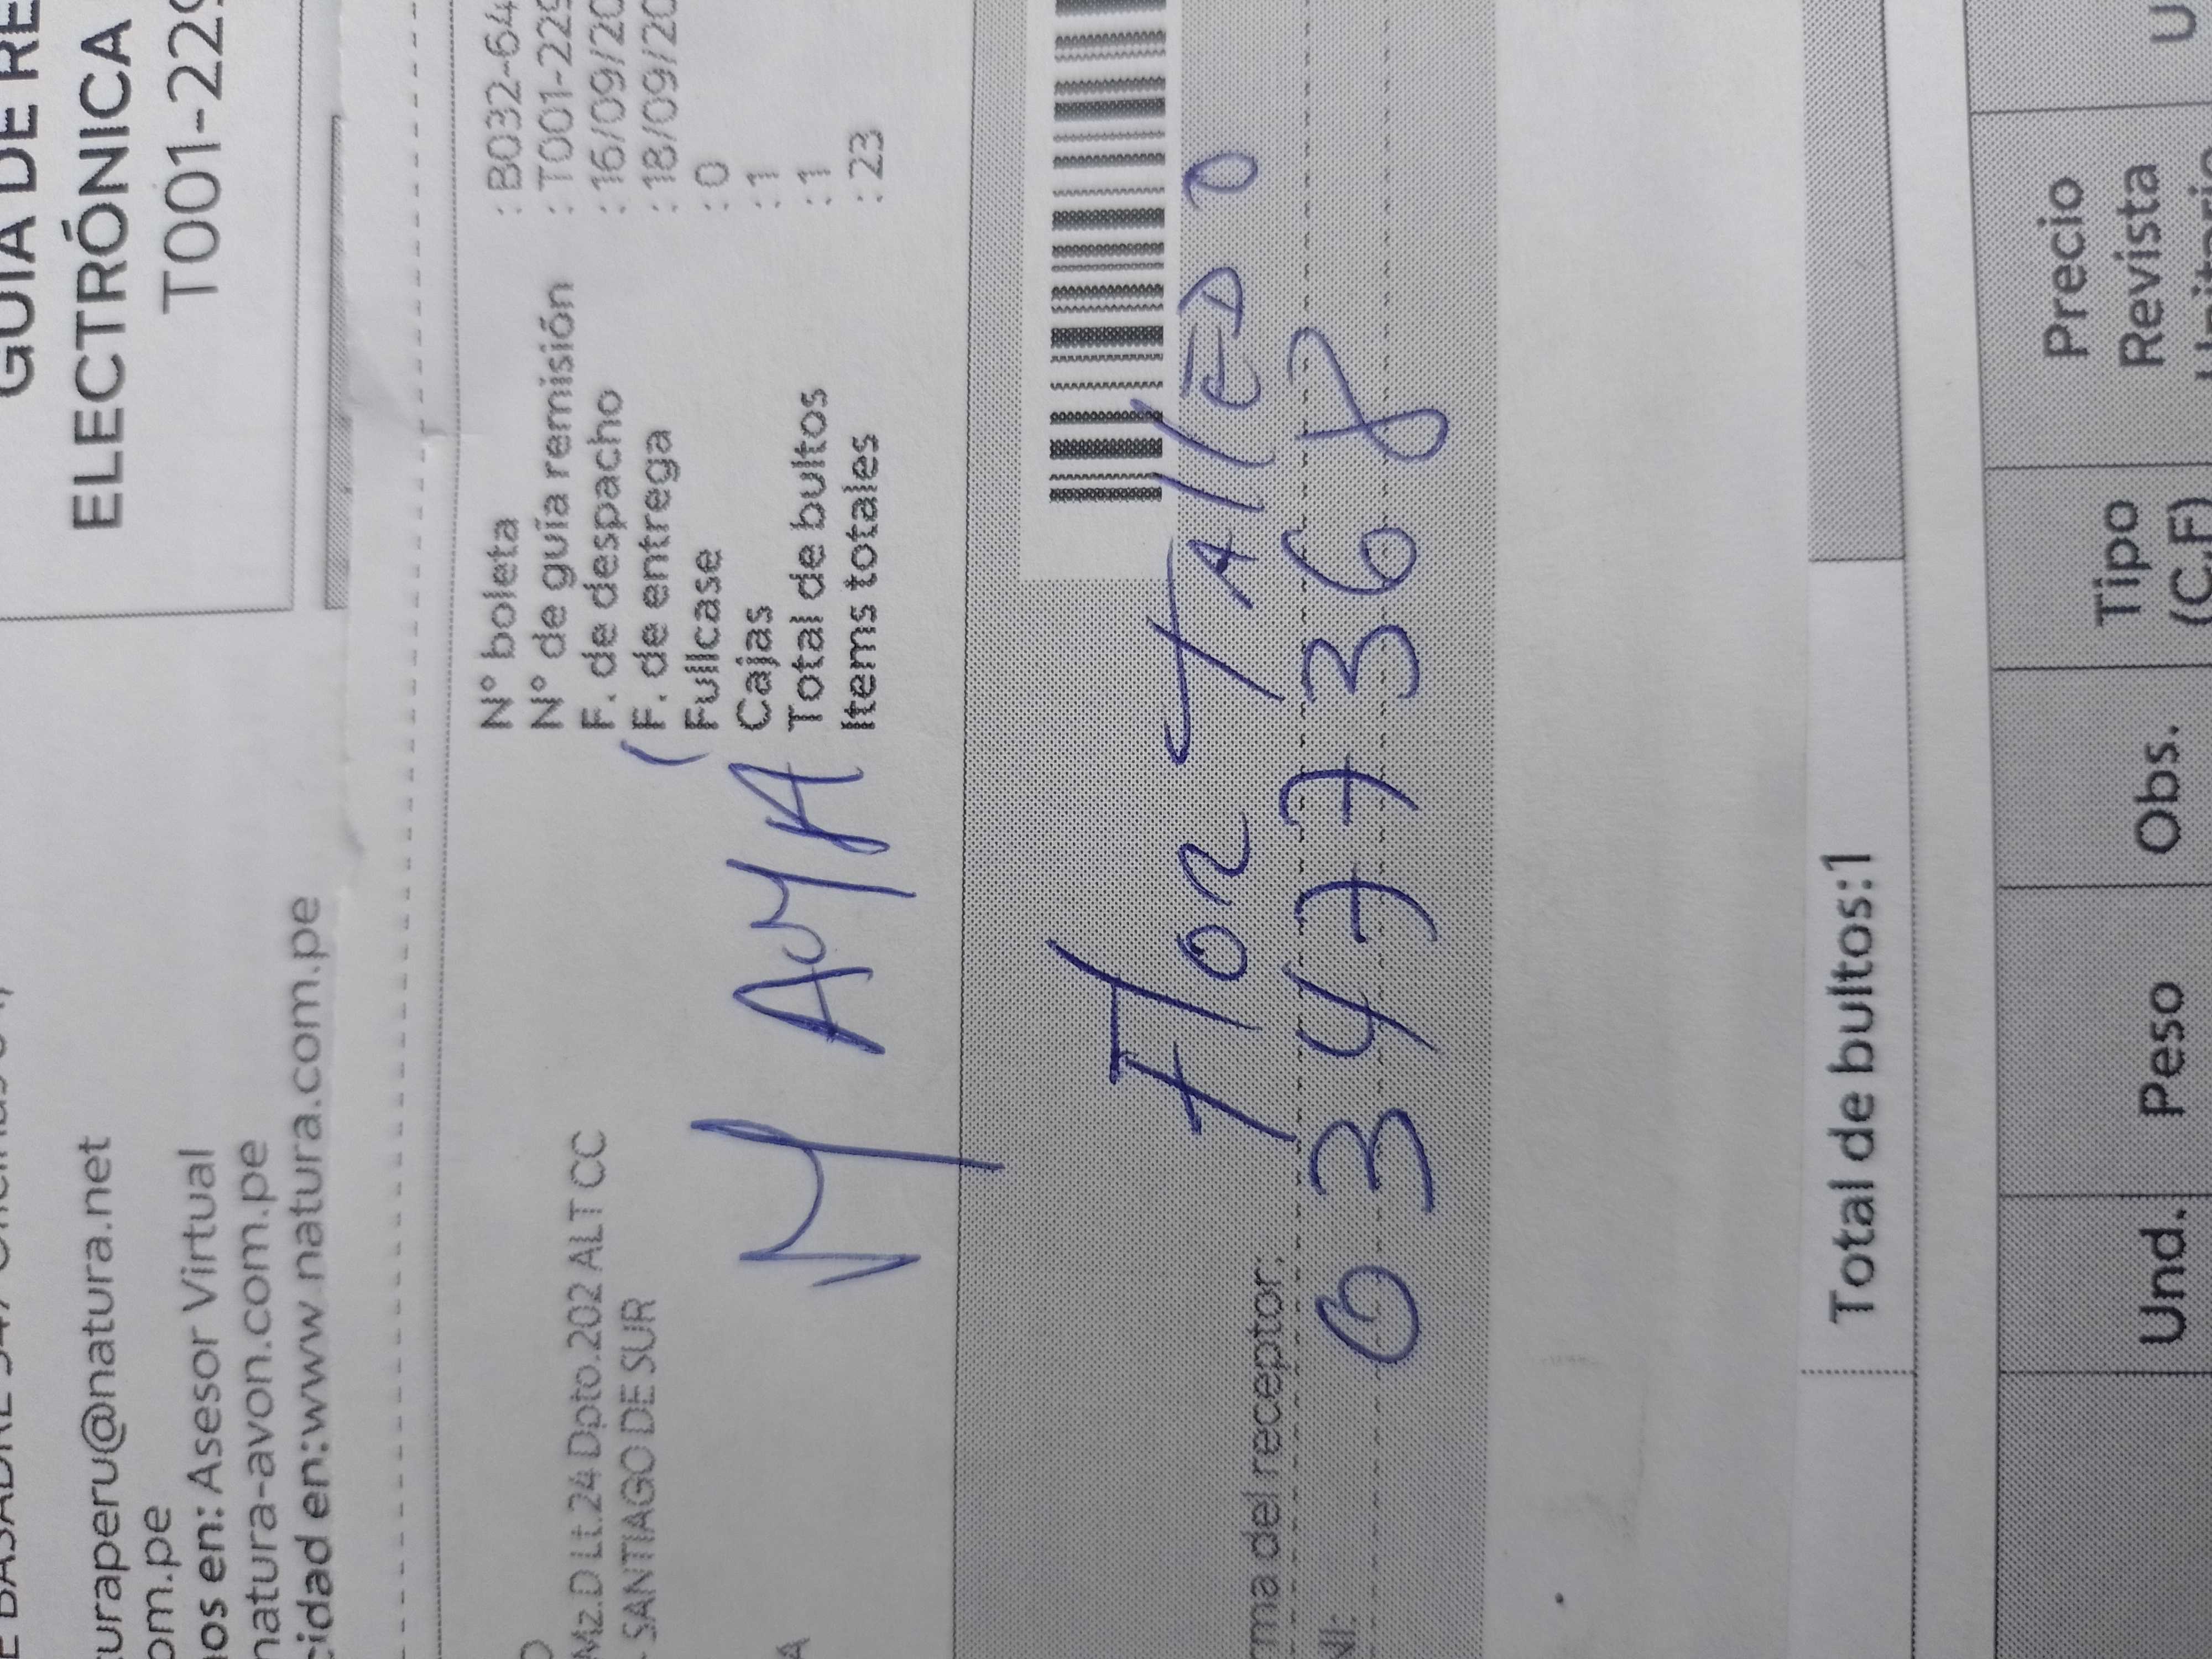 GUIA DE RE
ELECTRÓNICA
T001-229
uraperu@natura.net
om.pe
os en: Asesor Virtual
natura-avon.com.pe
cidad en:www.natura.com.pe
N° boleta : B032-64
N° de guía remisión : T001-229
F. de despacho : 16/09/20
F. de entrega : 18/09/20
Fullcase : 0
Cajas : 1
Total de bultos : 1
Items totales : 23
Mz.D Lt.24 Dpto.202 ALT CC
SANTIAGO DE SUR
A
MAYA
Flor TAllEDO
rma del receptor:
NI: 03477368
Total de bultos:1
Und. Peso Obs. Tipo (C,F) Precio Revista